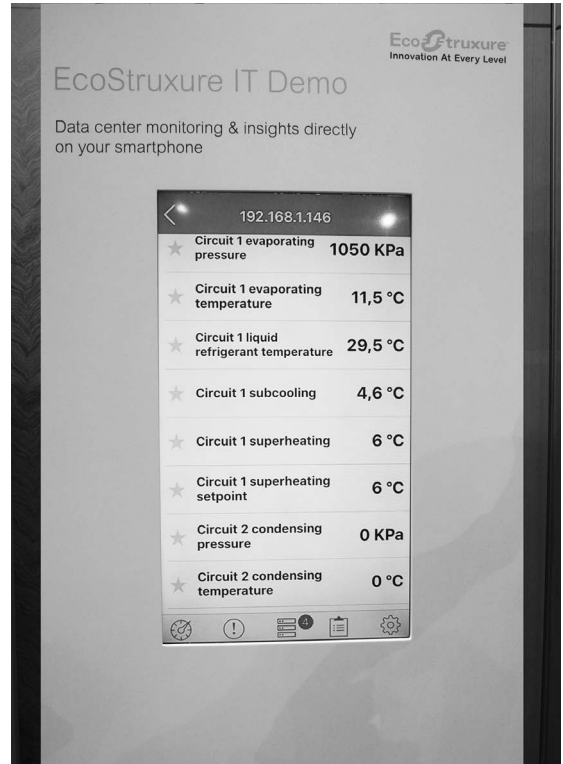 EcoStruxure
Innovation At Every Level
EcoStruxure IT Demo
Data center monitoring & insights directly
on your smartphone
192.168.1.146
Circuit 1 evaporating
pressure
1050 KPa
Circuit 1 evaporating
temperature
11,5 °C
Circuit 1 liquid
refrigerant temperature
29,5 °C
Circuit 1 subcooling
4,6 °C
Circuit 1 superheating
6 °C
Circuit 1 superheating
setpoint
6 °C
Circuit 2 condensing
pressure
0 KPa
Circuit 2 condensing
temperature
0 °C
4